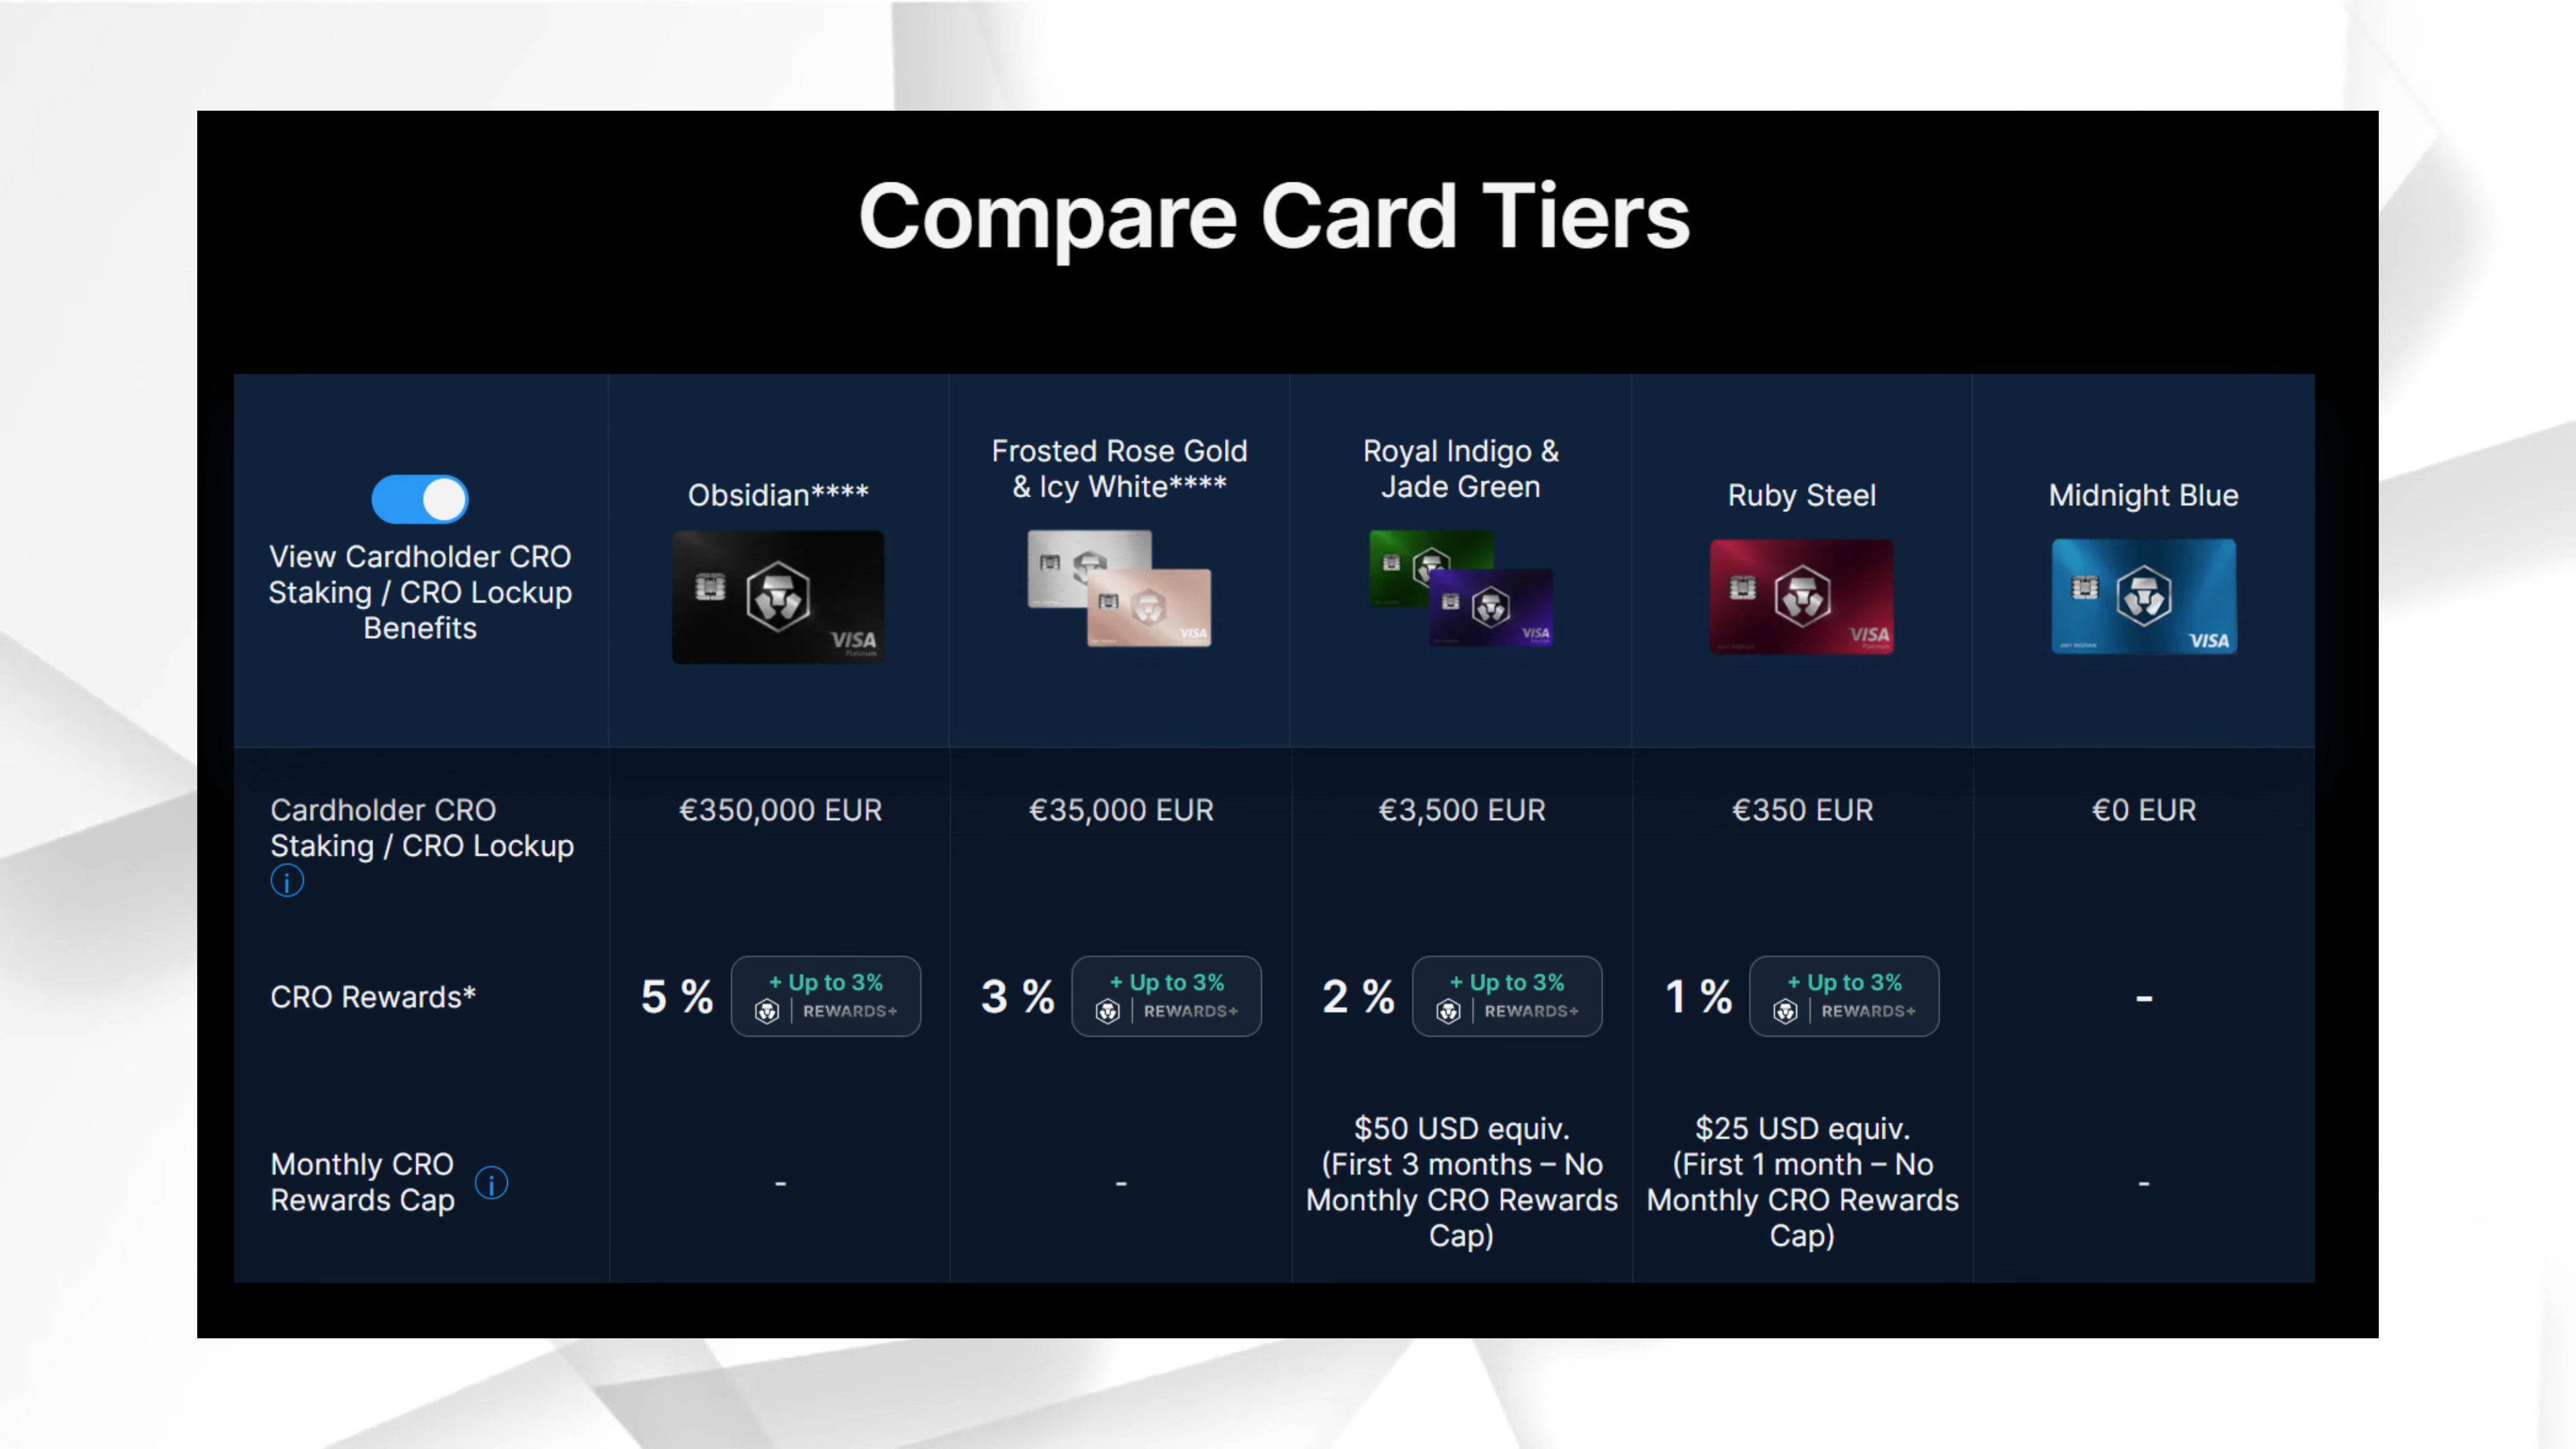 Compare Card Tiers
View Cardholder CRO
Staking / CRO Lockup
Benefits
Obsidian****
VISA
Platinum
Frosted Rose Gold
& Icy White****
VISA
Royal Indigo &
Jade Green
VISA
Ruby Steel
VISA
Platinum
Midnight Blue
VISA
Cardholder CRO
Staking / CRO Lockup
i
€350,000 EUR
€35,000 EUR
€3,500 EUR
€350 EUR
€0 EUR
CRO Rewards*
5 %
+ Up to 3%
REWARDS+
3 %
+ Up to 3%
REWARDS+
2 %
+ Up to 3%
REWARDS+
1 %
+ Up to 3%
REWARDS+
-
Monthly CRO
Rewards Cap
i
-
-
$50 USD equiv.
(First 3 months – No
Monthly CRO Rewards
Cap)
$25 USD equiv.
(First 1 month – No
Monthly CRO Rewards
Cap)
-